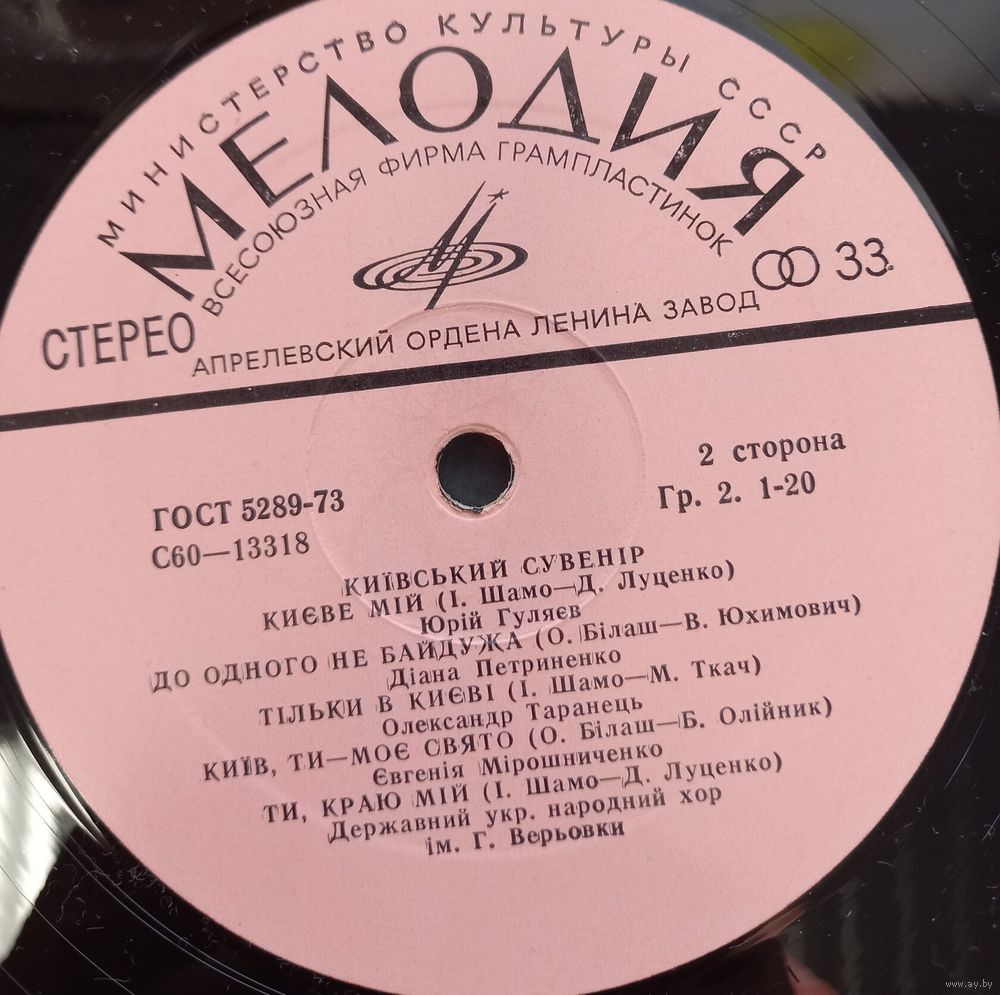 МИНИСТЕРСТВО КУЛЬТУРЫ СССР
МЕЛОДИЯ
ВСЕСОЮЗНАЯ ФИРМА ГРАМПЛАСТИНОК
33
СТЕРЕО
АПРЕЛЕВСКИЙ ОРДЕНА ЛЕНИНА ЗАВОД
2 сторона
ГОСТ 5289-73
Гр. 2. 1-20
С60—13318
КИЇВСЬКИЙ СУВЕНІР
КИЄВЕ МІЙ (І. Шамо—Д. Луценко)
Юрій Гуляєв
ДО ОДНОГО НЕ БАЙДУЖА (О. Білаш—В. Юхимович)
Діана Петриненко
ТІЛЬКИ В КИЄВІ (І. Шамо—М. Ткач)
Олександр Таранець
КИЇВ, ТИ—МОЄ СВЯТО (О. Білаш—Б. Олійник)
Євгенія Мірошниченко
ТИ, КРАЮ МІЙ (І. Шамо—Д. Луценко)
Державний укр. народний хор
ім. Г. Верьовки
www.ay.by